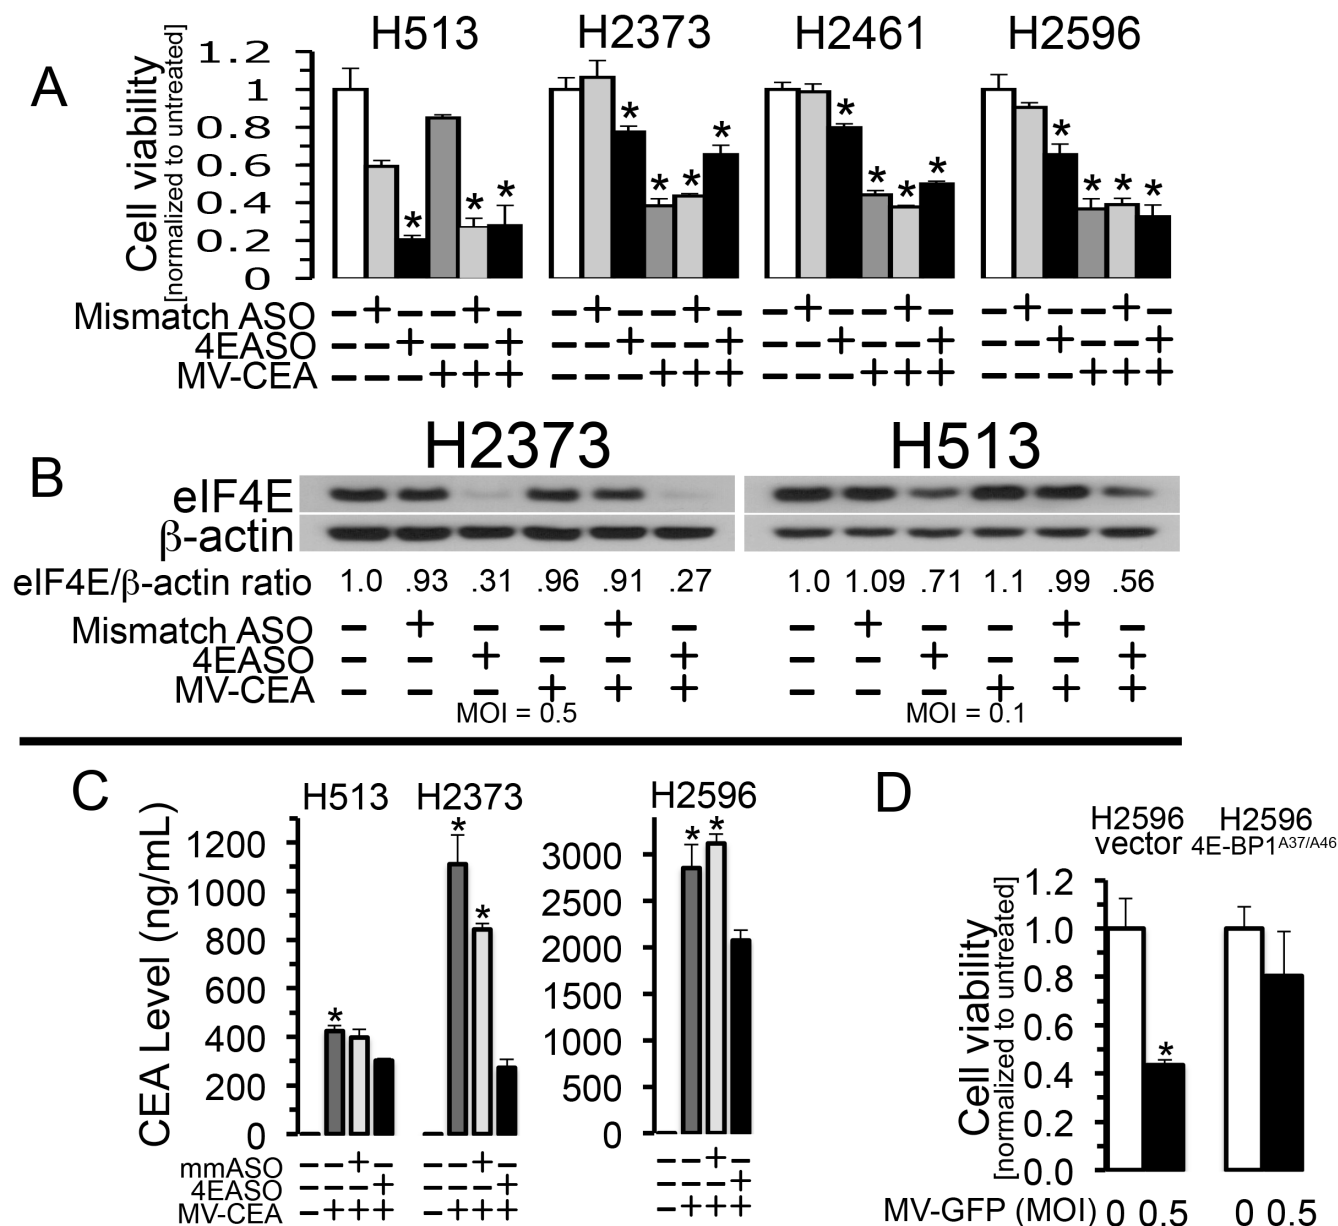 A
H513 H2373 H2461 H2596
Cell viability
[normalized to untreated]
1.2
1
0.8
0.6
0.4
0.2
0
* * * * * * * * * * * * * * *
Mismatch ASO – + – – + – – + – – + – – + – – + – – + – – + –
4EASO – – + – – + – – + – – + – – + – – + – – + – – +
MV-CEA – – – + + + – – – + + + – – – + + + – – – + + +
B
H2373 H513
eIF4E
β-actin
eIF4E/β-actin ratio 1.0 .93 .31 .96 .91 .27 1.0 1.09 .71 1.1 .99 .56
Mismatch ASO – + – – + – – + – – + –
4EASO – – + – – + – – + – – +
MV-CEA – – – + + + – – – + + +
MOI = 0.5 MOI = 0.1
C
H513 H2373 H2596
CEA Level (ng/mL)
1200
1000
800
600
400
200
0
3000
2500
2000
1500
1000
500
0
* * * * *
mmASO – – + – – – + – – – + –
4EASO – – – + – – – + – – – +
MV-CEA – + + + – + + + – + + +
D
H2596 H2596
vector 4E-BP1A37/A46
Cell viability
[normalized to untreated]
1.2
1.0
0.8
0.6
0.4
0.2
0.0
*
MV-GFP (MOI) 0 0.5 0 0.5